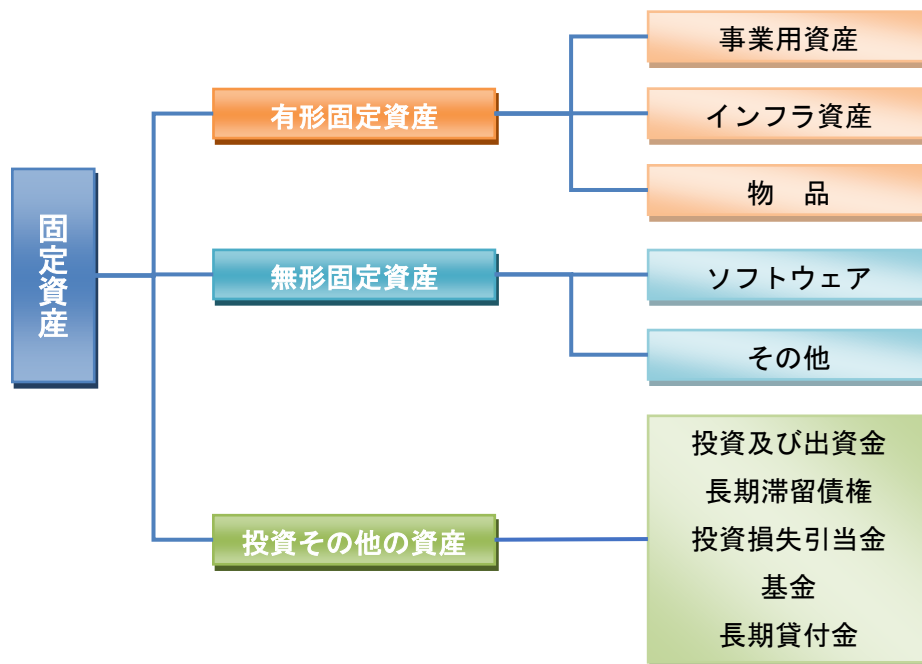 固定資産
有形固定資産
事業用資産
インフラ資産
物　品
無形固定資産
ソフトウェア
その他
投資その他の資産
投資及び出資金
長期滞留債権
投資損失引当金
基金
長期貸付金